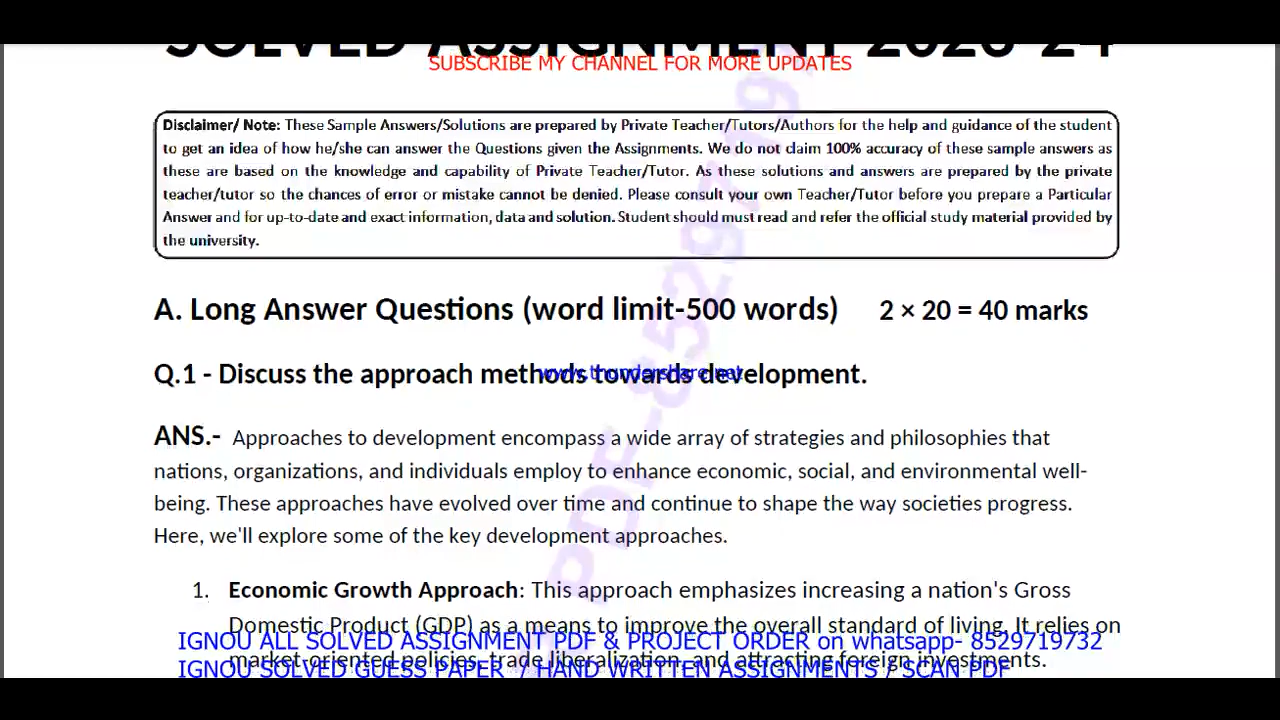 SOLVED ASSIGNMENT 2023-24
SUBSCRIBE MY CHANNEL FOR MORE UPDATES
Disclaimer/ Note: These Sample Answers/Solutions are prepared by Private Teacher/Tutors/Authors for the help and guidance of the student
to get an idea of how he/she can answer the Questions given the Assignments. We do not claim 100% accuracy of these sample answers as
these are based on the knowledge and capability of Private Teacher/Tutor. As these solutions and answers are prepared by the private
teacher/tutor so the chances of error or mistake cannot be denied. Please consult your own Teacher/Tutor before you prepare a Particular
Answer and for up-to-date and exact information, data and solution. Student should must read and refer the official study material provided by
the university.
A. Long Answer Questions (word limit-500 words) 2 × 20 = 40 marks
Q.1 - Discuss the approach methods towards development.
www.thundershare.net
ANS.- Approaches to development encompass a wide array of strategies and philosophies that
nations, organizations, and individuals employ to enhance economic, social, and environmental well-
being. These approaches have evolved over time and continue to shape the way societies progress.
Here, we'll explore some of the key development approaches.
1. Economic Growth Approach: This approach emphasizes increasing a nation's Gross
Domestic Product (GDP) as a means to improve the overall standard of living. It relies on
IGNOU ALL SOLVED ASSIGNMENT PDF & PROJECT ORDER on whatsapp- 8529719732
market-oriented policies, trade liberalization, and attracting foreign investments.
IGNOU SOLVED GUESS PAPER / HAND WRITTEN ASSIGNMENTS / SCAN PDF
PDF-85297197